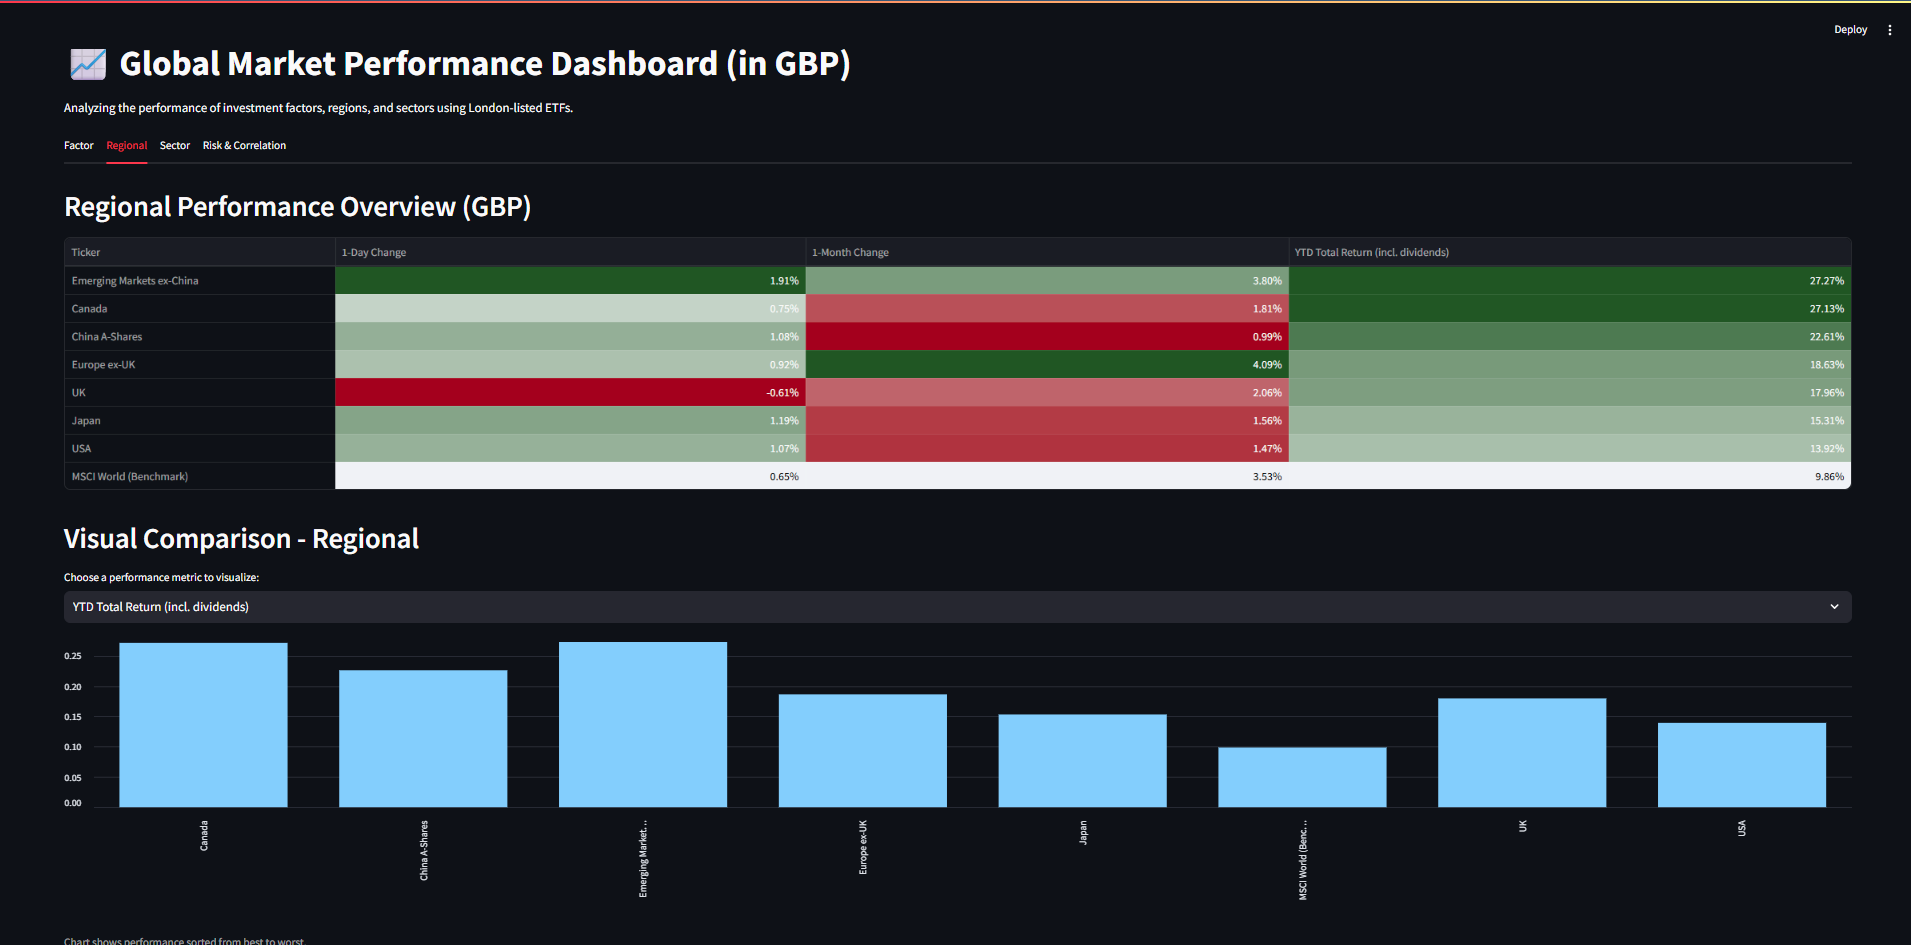 Deploy
📈 Global Market Performance Dashboard (in GBP)
Analyzing the performance of investment factors, regions, and sectors using London-listed ETFs.
Factor Regional Sector Risk & Correlation
Regional Performance Overview (GBP)
Ticker 1-Day Change 1-Month Change YTD Total Return (incl. dividends)
Emerging Markets ex-China 1.91% 3.80% 27.27%
Canada 0.75% 1.81% 27.13%
China A-Shares 1.08% 0.99% 22.61%
Europe ex-UK 0.92% 4.09% 18.63%
UK -0.61% 2.06% 17.96%
Japan 1.19% 1.56% 15.31%
USA 1.07% 1.47% 13.92%
MSCI World (Benchmark) 0.65% 3.53% 9.86%
Visual Comparison - Regional
Choose a performance metric to visualize:
YTD Total Return (incl. dividends)
0.25
0.20
0.15
0.10
0.05
0.00
Canada
China A-Shares
Emerging Market…
Europe ex-UK
Japan
MSCI World (Benc…
UK
USA
Chart shows performance sorted from best to worst.